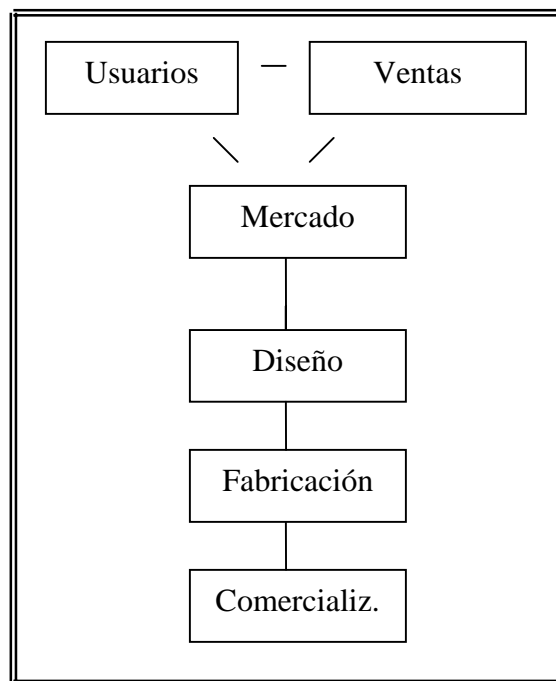 Usuarios
Ventas
Mercado
Diseño
Fabricación
Comercializ.